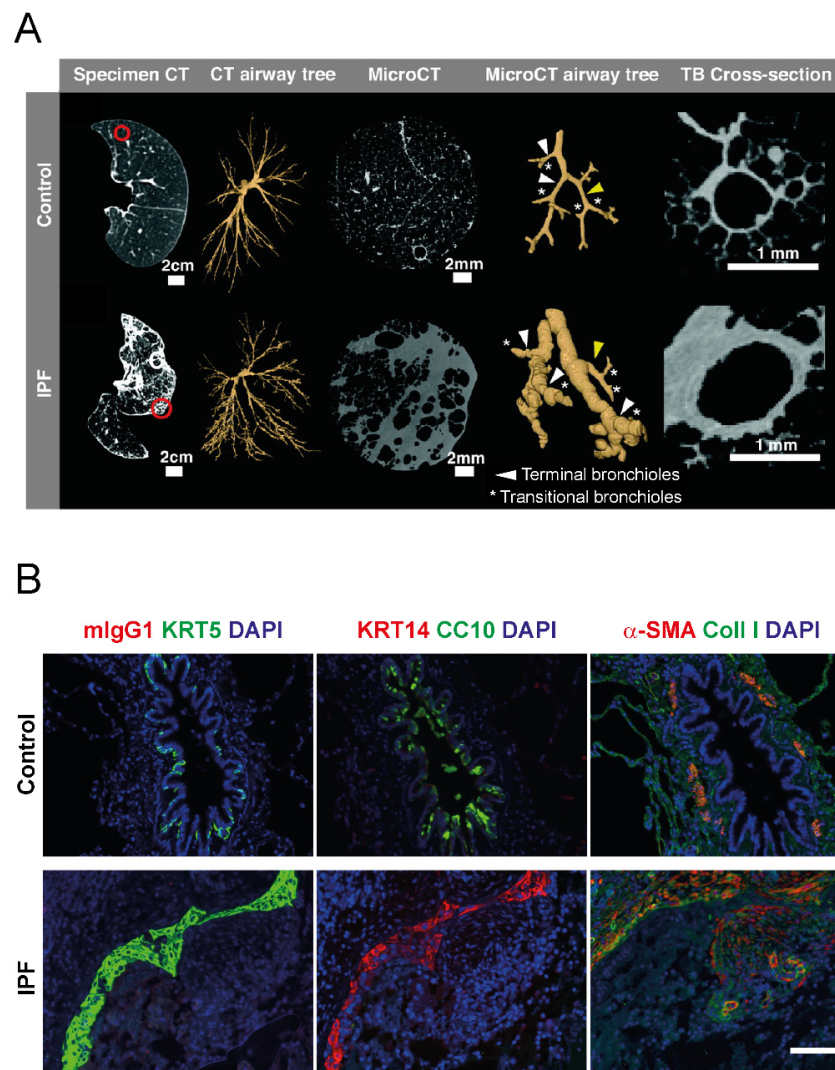 A
Specimen CT CT airway tree MicroCT MicroCT airway tree TB Cross-section
Control
2cm 2mm 1 mm
IPF
2cm 2mm 1 mm
Terminal bronchioles
* Transitional bronchioles
B
mIgG1 KRT5 DAPI KRT14 CC10 DAPI α-SMA Coll I DAPI
Control
IPF